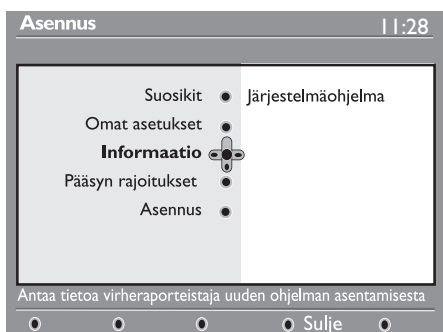 Asennus 11:28
Suosikit Järjestelmäohjelma
Omat asetukset
Informaatio
Pääsyn rajoitukset
Asennus
Antaa tietoa virheraporteistaja uuden ohjelman asentamisesta
Sulje